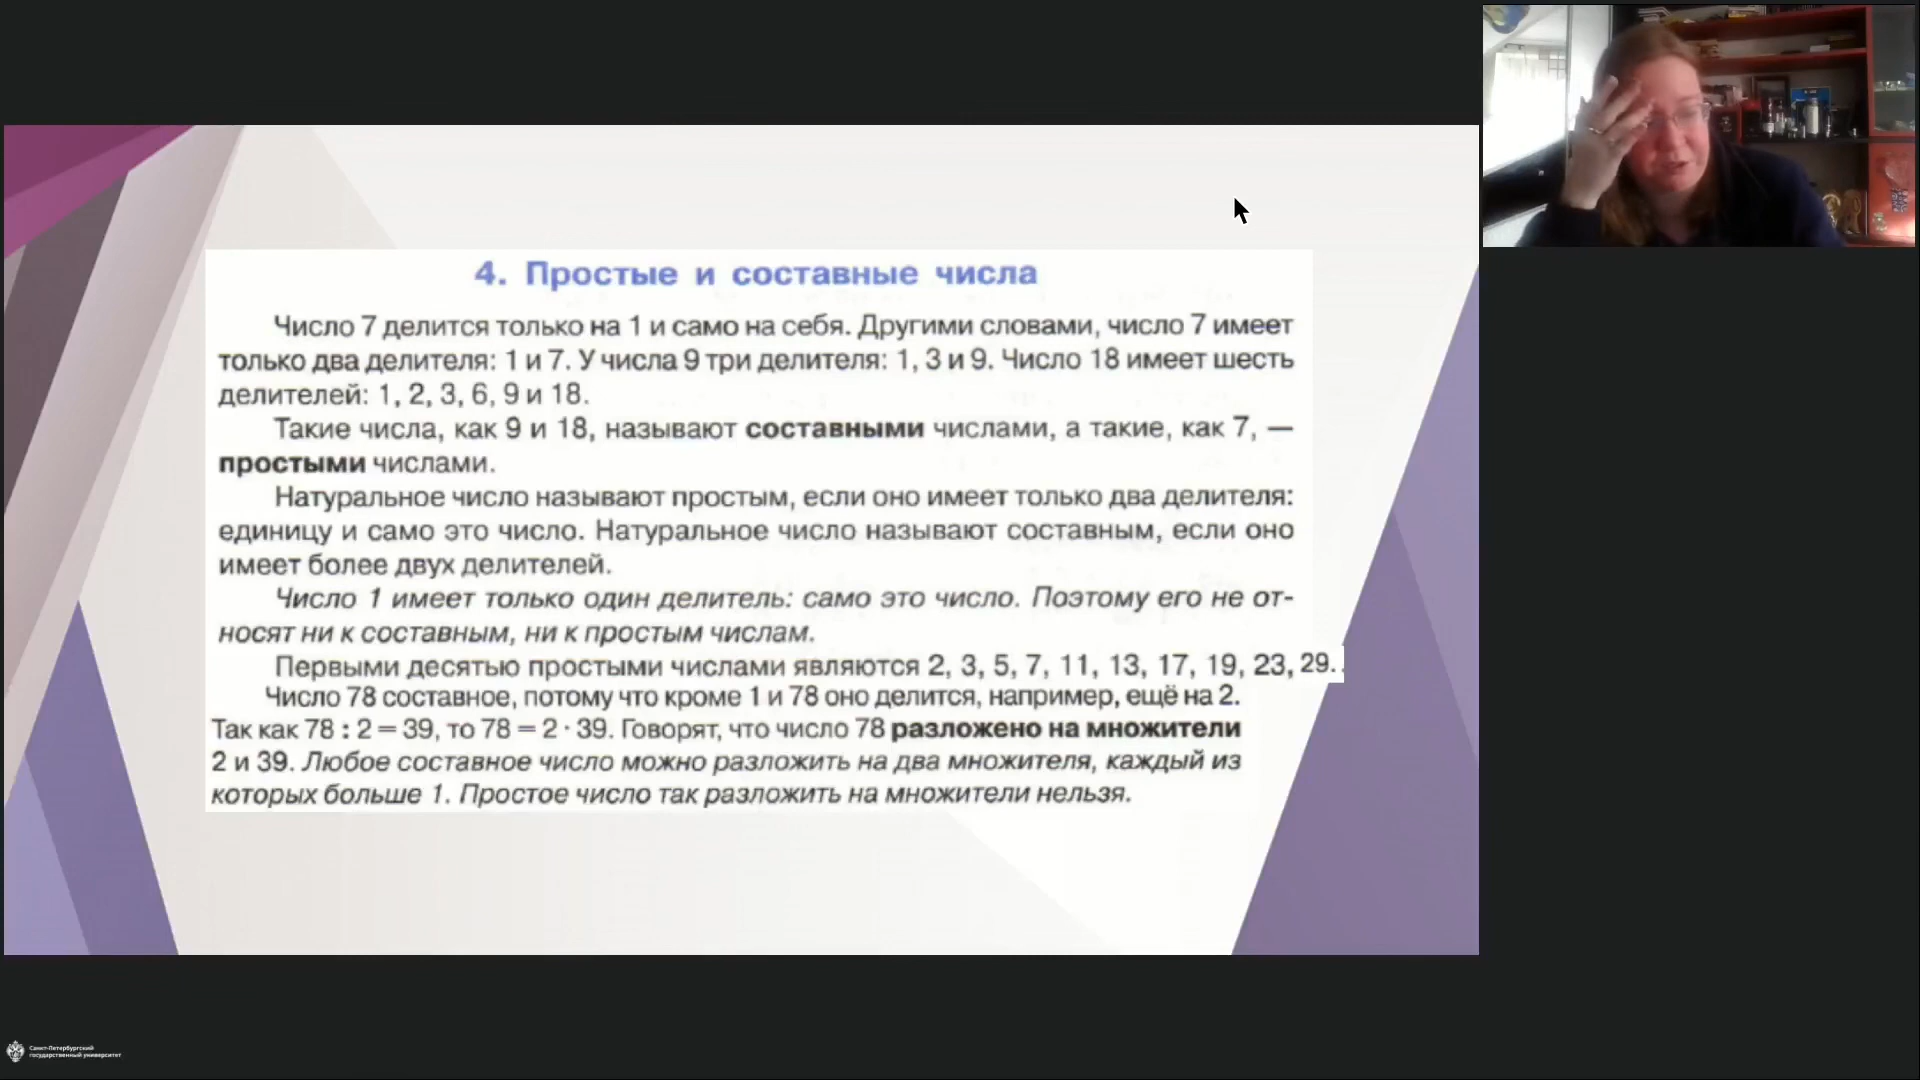 4. Простые и составные числа
Число 7 делится только на 1 и само на себя. Другими словами, число 7 имеет
только два делителя: 1 и 7. У числа 9 три делителя: 1, 3 и 9. Число 18 имеет шесть
делителей: 1, 2, 3, 6, 9 и 18.
Такие числа, как 9 и 18, называют составными числами, а такие, как 7, —
простыми числами.
Натуральное число называют простым, если оно имеет только два делителя:
единицу и само это число. Натуральное число называют составным, если оно
имеет более двух делителей.
Число 1 имеет только один делитель: само это число. Поэтому его не от-
носят ни к составным, ни к простым числам.
Первыми десятью простыми числами являются 2, 3, 5, 7, 11, 13, 17, 19, 23, 29.
Число 78 составное, потому что кроме 1 и 78 оно делится, например, ещё на 2.
Так как 78 : 2 = 39, то 78 = 2 · 39. Говорят, что число 78 разложено на множители
2 и 39. Любое составное число можно разложить на два множителя, каждый из
которых больше 1. Простое число так разложить на множители нельзя.
Санкт-Петербургский
государственный университет